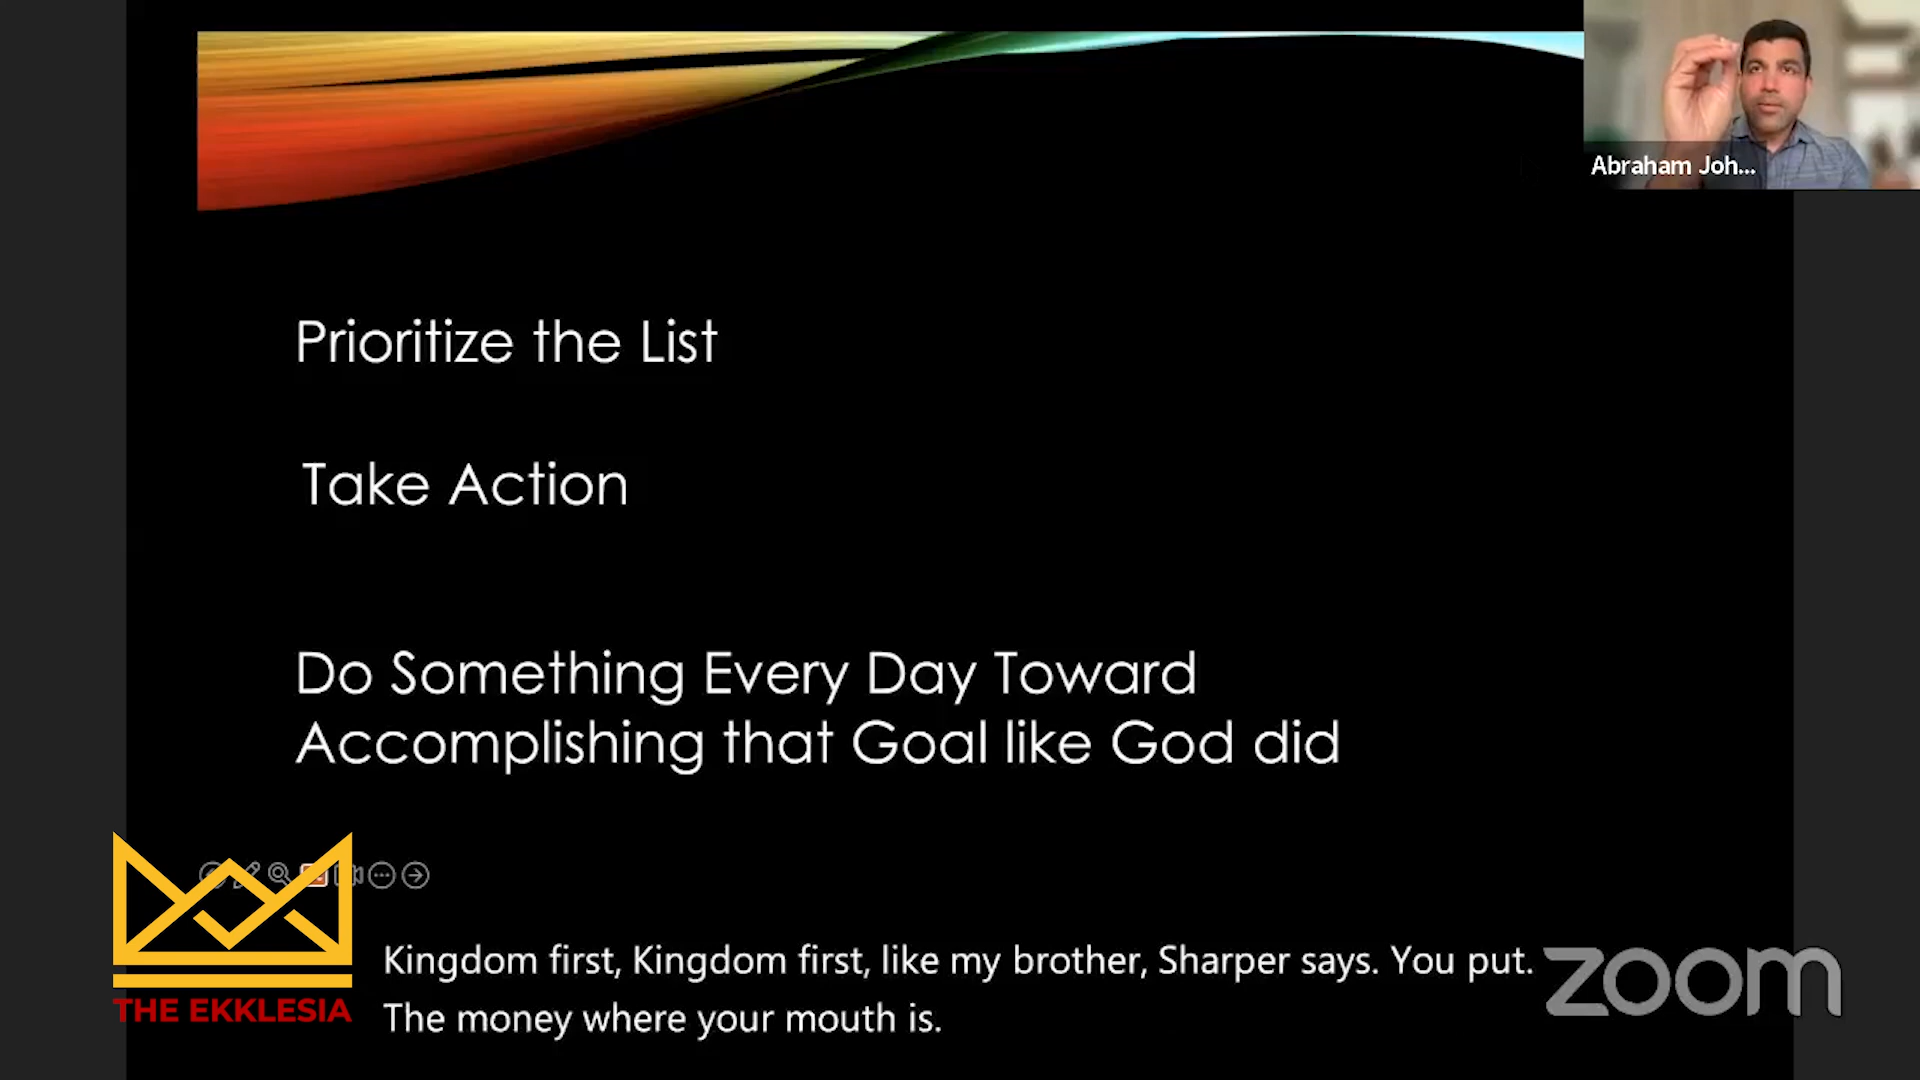 Abraham Joh...
Prioritize the List
Take Action
Do Something Every Day Toward
Accomplishing that Goal like God did
THE EKKLESIA
Kingdom first, Kingdom first, like my brother, Sharper says. You put.
The money where your mouth is.
zoom